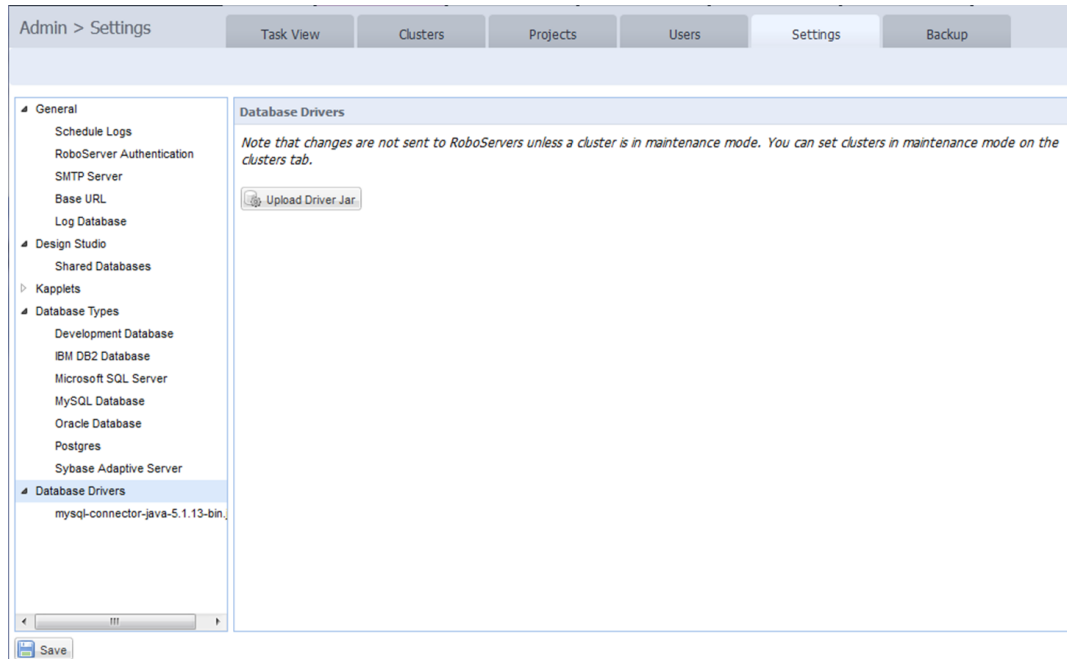 Admin > Settings
Task View
Clusters
Projects
Users
Settings
Backup
General
Schedule Logs
RoboServer Authentication
SMTP Server
Base URL
Log Database
Design Studio
Shared Databases
Kapplets
Database Types
Development Database
IBM DB2 Database
Microsoft SQL Server
MySQL Database
Oracle Database
Postgres
Sybase Adaptive Server
Database Drivers
mysql-connector-java-5.1.13-bin.j
Database Drivers
Note that changes are not sent to RoboServers unless a cluster is in maintenance mode. You can set clusters in maintenance mode on the
clusters tab.
Upload Driver Jar
Save